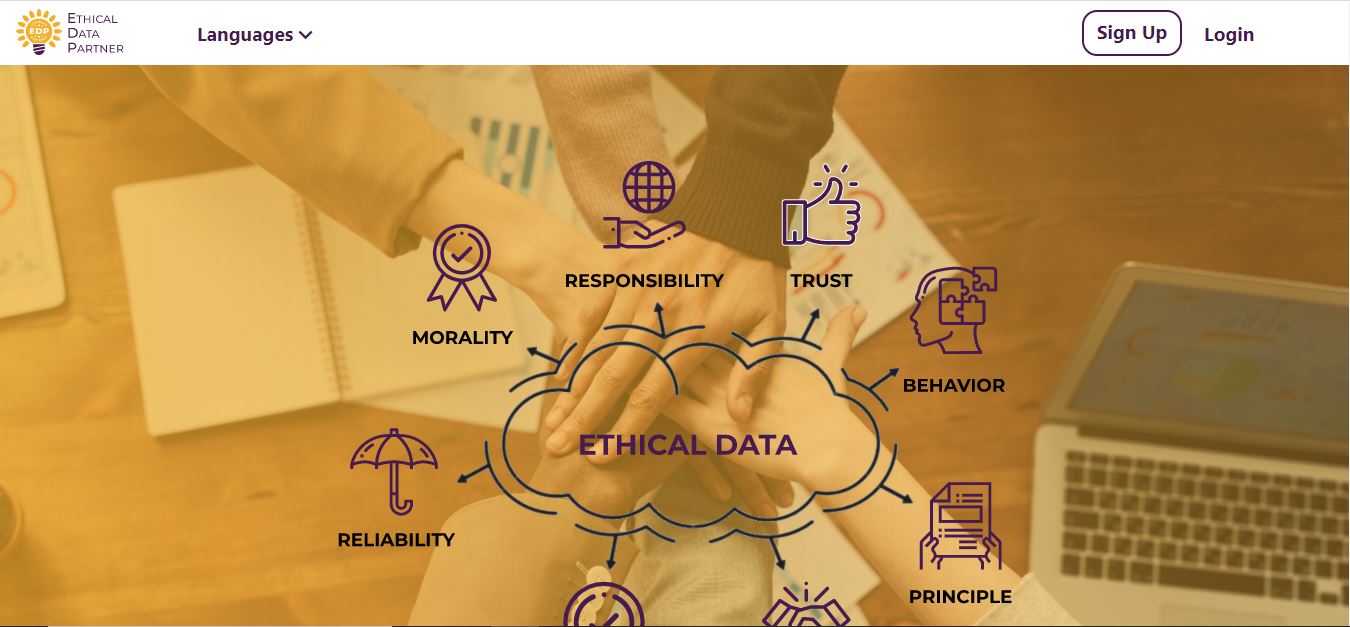 EDP
ETHICAL
DATA
PARTNER
Languages
Sign Up
Login
RESPONSIBILITY
TRUST
MORALITY
BEHAVIOR
ETHICAL DATA
RELIABILITY
PRINCIPLE